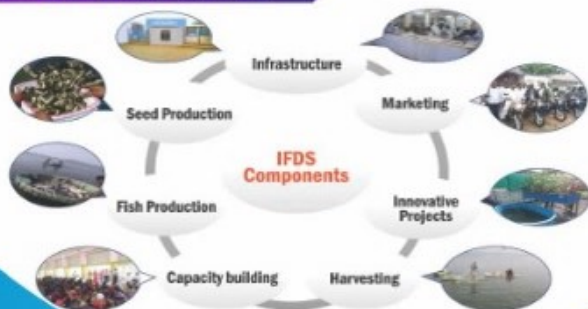 Infrastructure
Marketing
Innovative
Projects
Harvesting
Capacity building
Fish Production
Seed Production
IFDS
Components